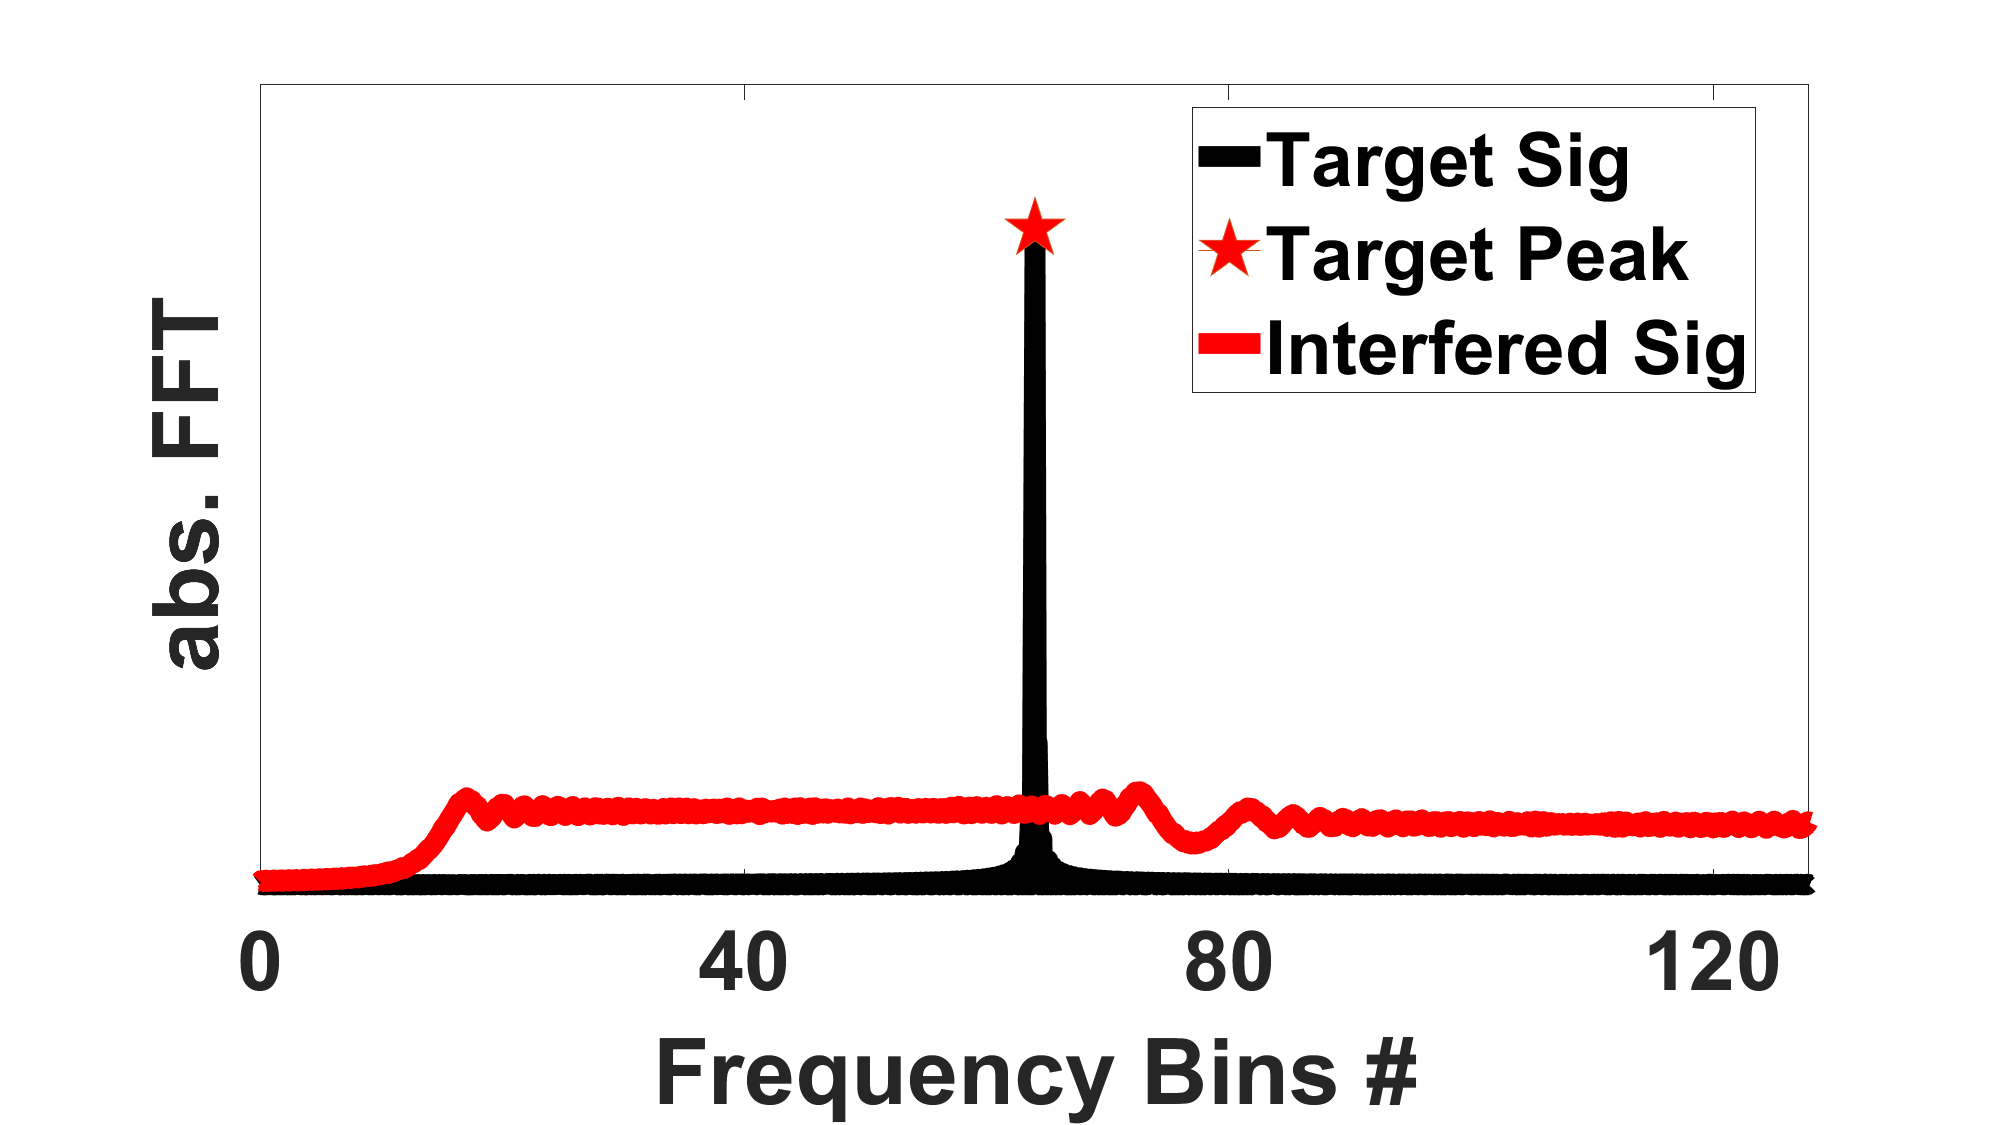 Target Sig
Target Peak
Interfered Sig
abs. FFT
0 40 80 120
Frequency Bins #